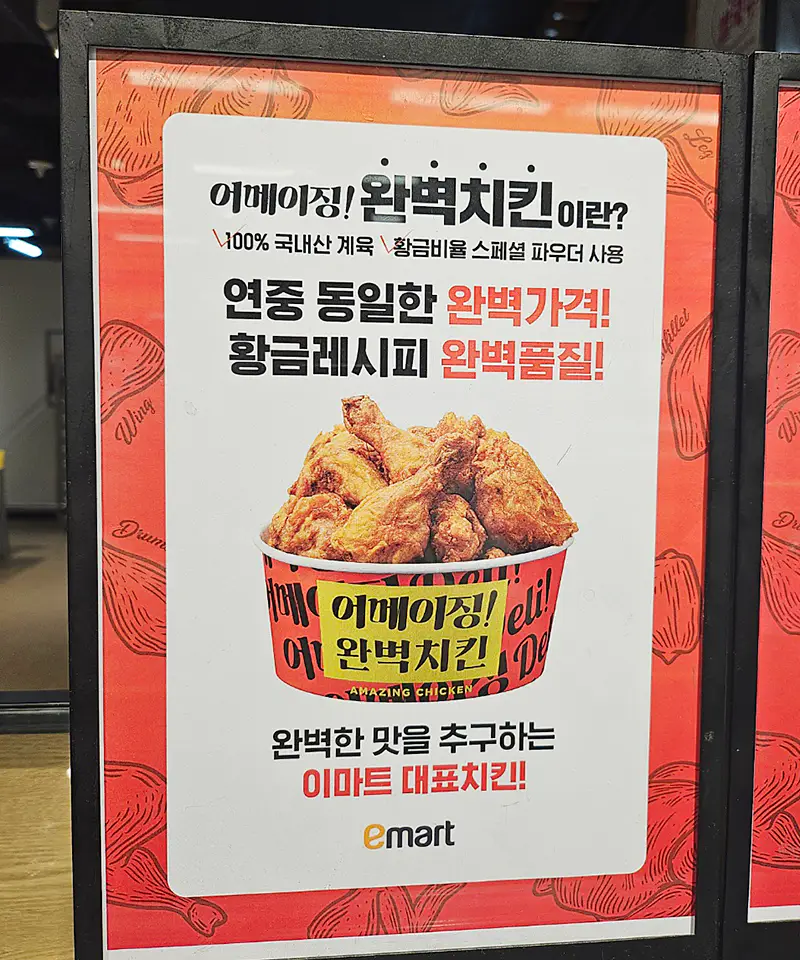 어메이징! 완벽치킨이란?
100% 국내산 계육 황금비율 스페셜 파우더 사용
연중 동일한 완벽가격!
황금레시피 완벽품질!
어메이징!
완벽치킨
AMAZING CHICKEN
완벽한 맛을 추구하는
이마트 대표치킨!
emart
Leg
Wing